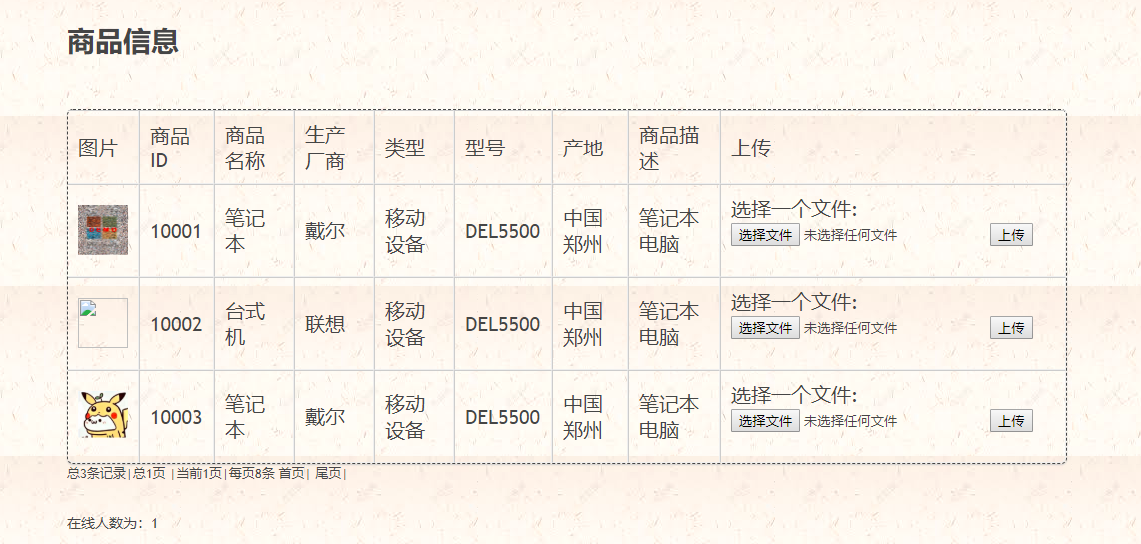 商品信息
图片 商品ID 商品名称 生产厂商 类型 型号 产地 商品描述 上传
10001 笔记本 戴尔 移动设备 DEL5500 中国郑州 笔记本电脑 选择一个文件:
选择文件 未选择任何文件 上传
10002 台式机 联想 移动设备 DEL5500 中国郑州 笔记本电脑 选择一个文件:
选择文件 未选择任何文件 上传
10003 笔记本 戴尔 移动设备 DEL5500 中国郑州 笔记本电脑 选择一个文件:
选择文件 未选择任何文件 上传
总3条记录|总1页 |当前1页|每页8条 首页| 尾页|
在线人数为：1